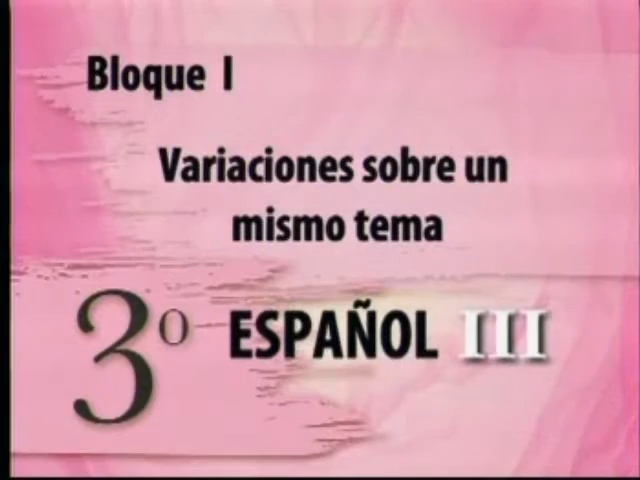 Bloque I
Variaciones sobre un
mismo tema
3º ESPAÑOL III